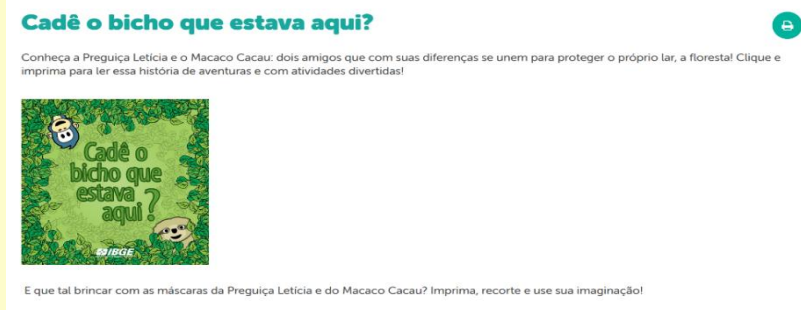 Cadê o bicho que estava aqui?
Conheça a Preguiça Letícia e o Macaco Cacau: dois amigos que com suas diferenças se unem para proteger o próprio lar, a floresta! Clique e
imprima para ler essa história de aventuras e com atividades divertidas!
Cadê o
bicho que
estava
aqui ?
IBGE
E que tal brincar com as máscaras da Preguiça Letícia e do Macaco Cacau? Imprima, recorte e use sua imaginação!